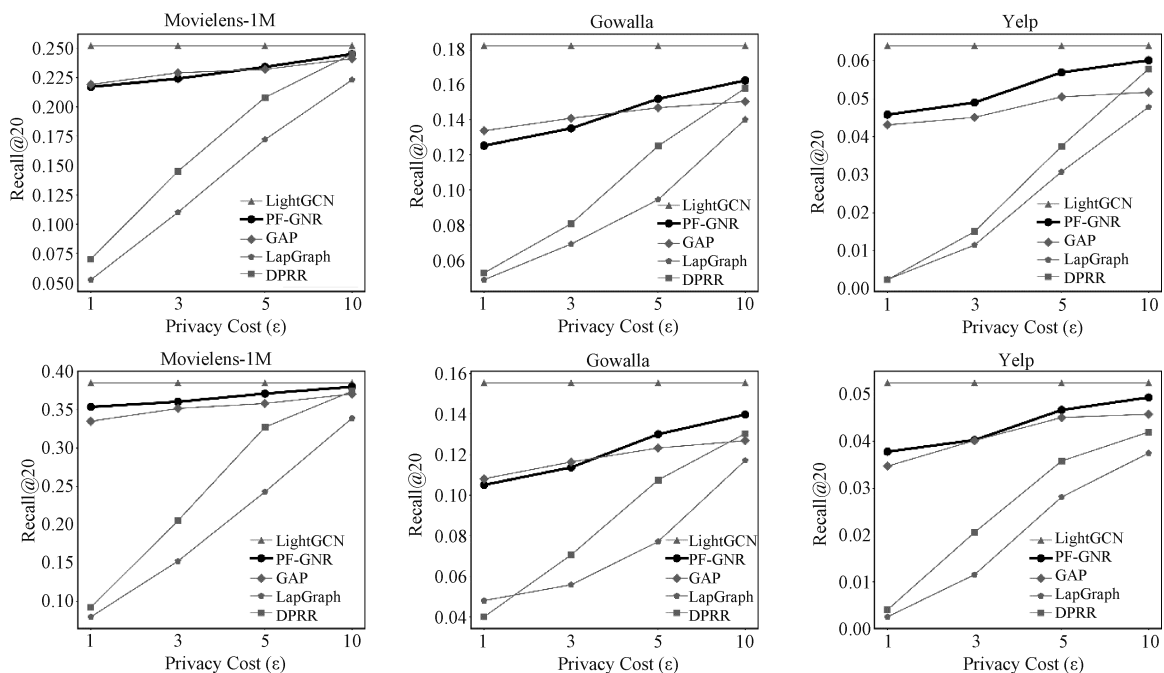 Movielens-1M
Recall@20
0.250
0.225
0.200
0.175
0.150
0.125
0.100
0.075
0.050
LightGCN
PF-GNR
GAP
LapGraph
DPRR
1 3 5 10
Privacy Cost (ε)
Gowalla
Recall@20
0.18
0.16
0.14
0.12
0.10
0.08
0.06
LightGCN
PF-GNR
GAP
LapGraph
DPRR
1 3 5 10
Privacy Cost (ε)
Yelp
Recall@20
0.06
0.05
0.04
0.03
0.02
0.01
0.00
LightGCN
PF-GNR
GAP
LapGraph
DPRR
1 3 5 10
Privacy Cost (ε)
Movielens-1M
Recall@20
0.40
0.35
0.30
0.25
0.20
0.15
0.10
LightGCN
PF-GNR
GAP
LapGraph
DPRR
1 3 5 10
Privacy Cost (ε)
Gowalla
Recall@20
0.16
0.14
0.12
0.10
0.08
0.06
0.04
LightGCN
PF-GNR
GAP
LapGraph
DPRR
1 3 5 10
Privacy Cost (ε)
Yelp
Recall@20
0.05
0.04
0.03
0.02
0.01
0.00
LightGCN
PF-GNR
GAP
LapGraph
DPRR
1 3 5 10
Privacy Cost (ε)